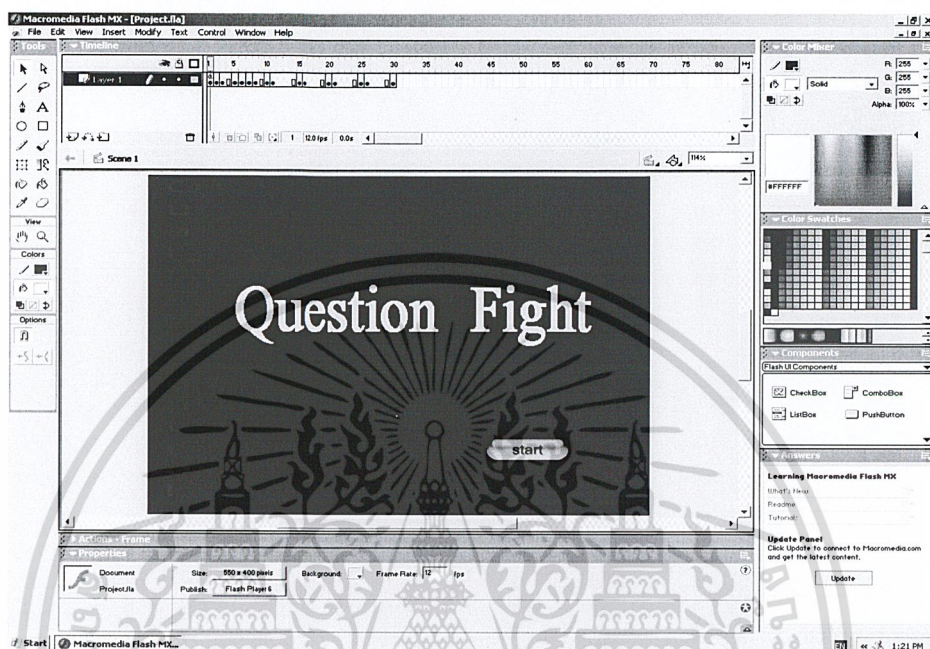 Macromedia Flash MX - [Project.fla]
File Edit View Insert Modify Text Control Window Help
Tools
Timeline
1 5 10 15 20 25 30 35 40 45 50 55 60 65 70 75 80
Layer 1
1 12.0 fps 0.0s
Scene 1
114%
Question Fight
start
View
Colors
Options
Color Mixer
R: 255
Solid
G: 255
B: 255
Alpha: 100%
#FFFFFF
Color Swatches
Components
Flash UI Components
CheckBox
ComboBox
ListBox
PushButton
Answers
Learning Macromedia Flash MX
What's New
Readme
Tutorial:
Update Panel
Click Update to connect to Macromedia.com
and get the latest content.
Update
Actions - Frame
Properties
Document
Size: 550 x 400 pixels
Background:
Frame Rate: 12 fps
Project.fla
Publish: Flash Player 6
Start
Macromedia Flash MX...
EN
1:21 PM